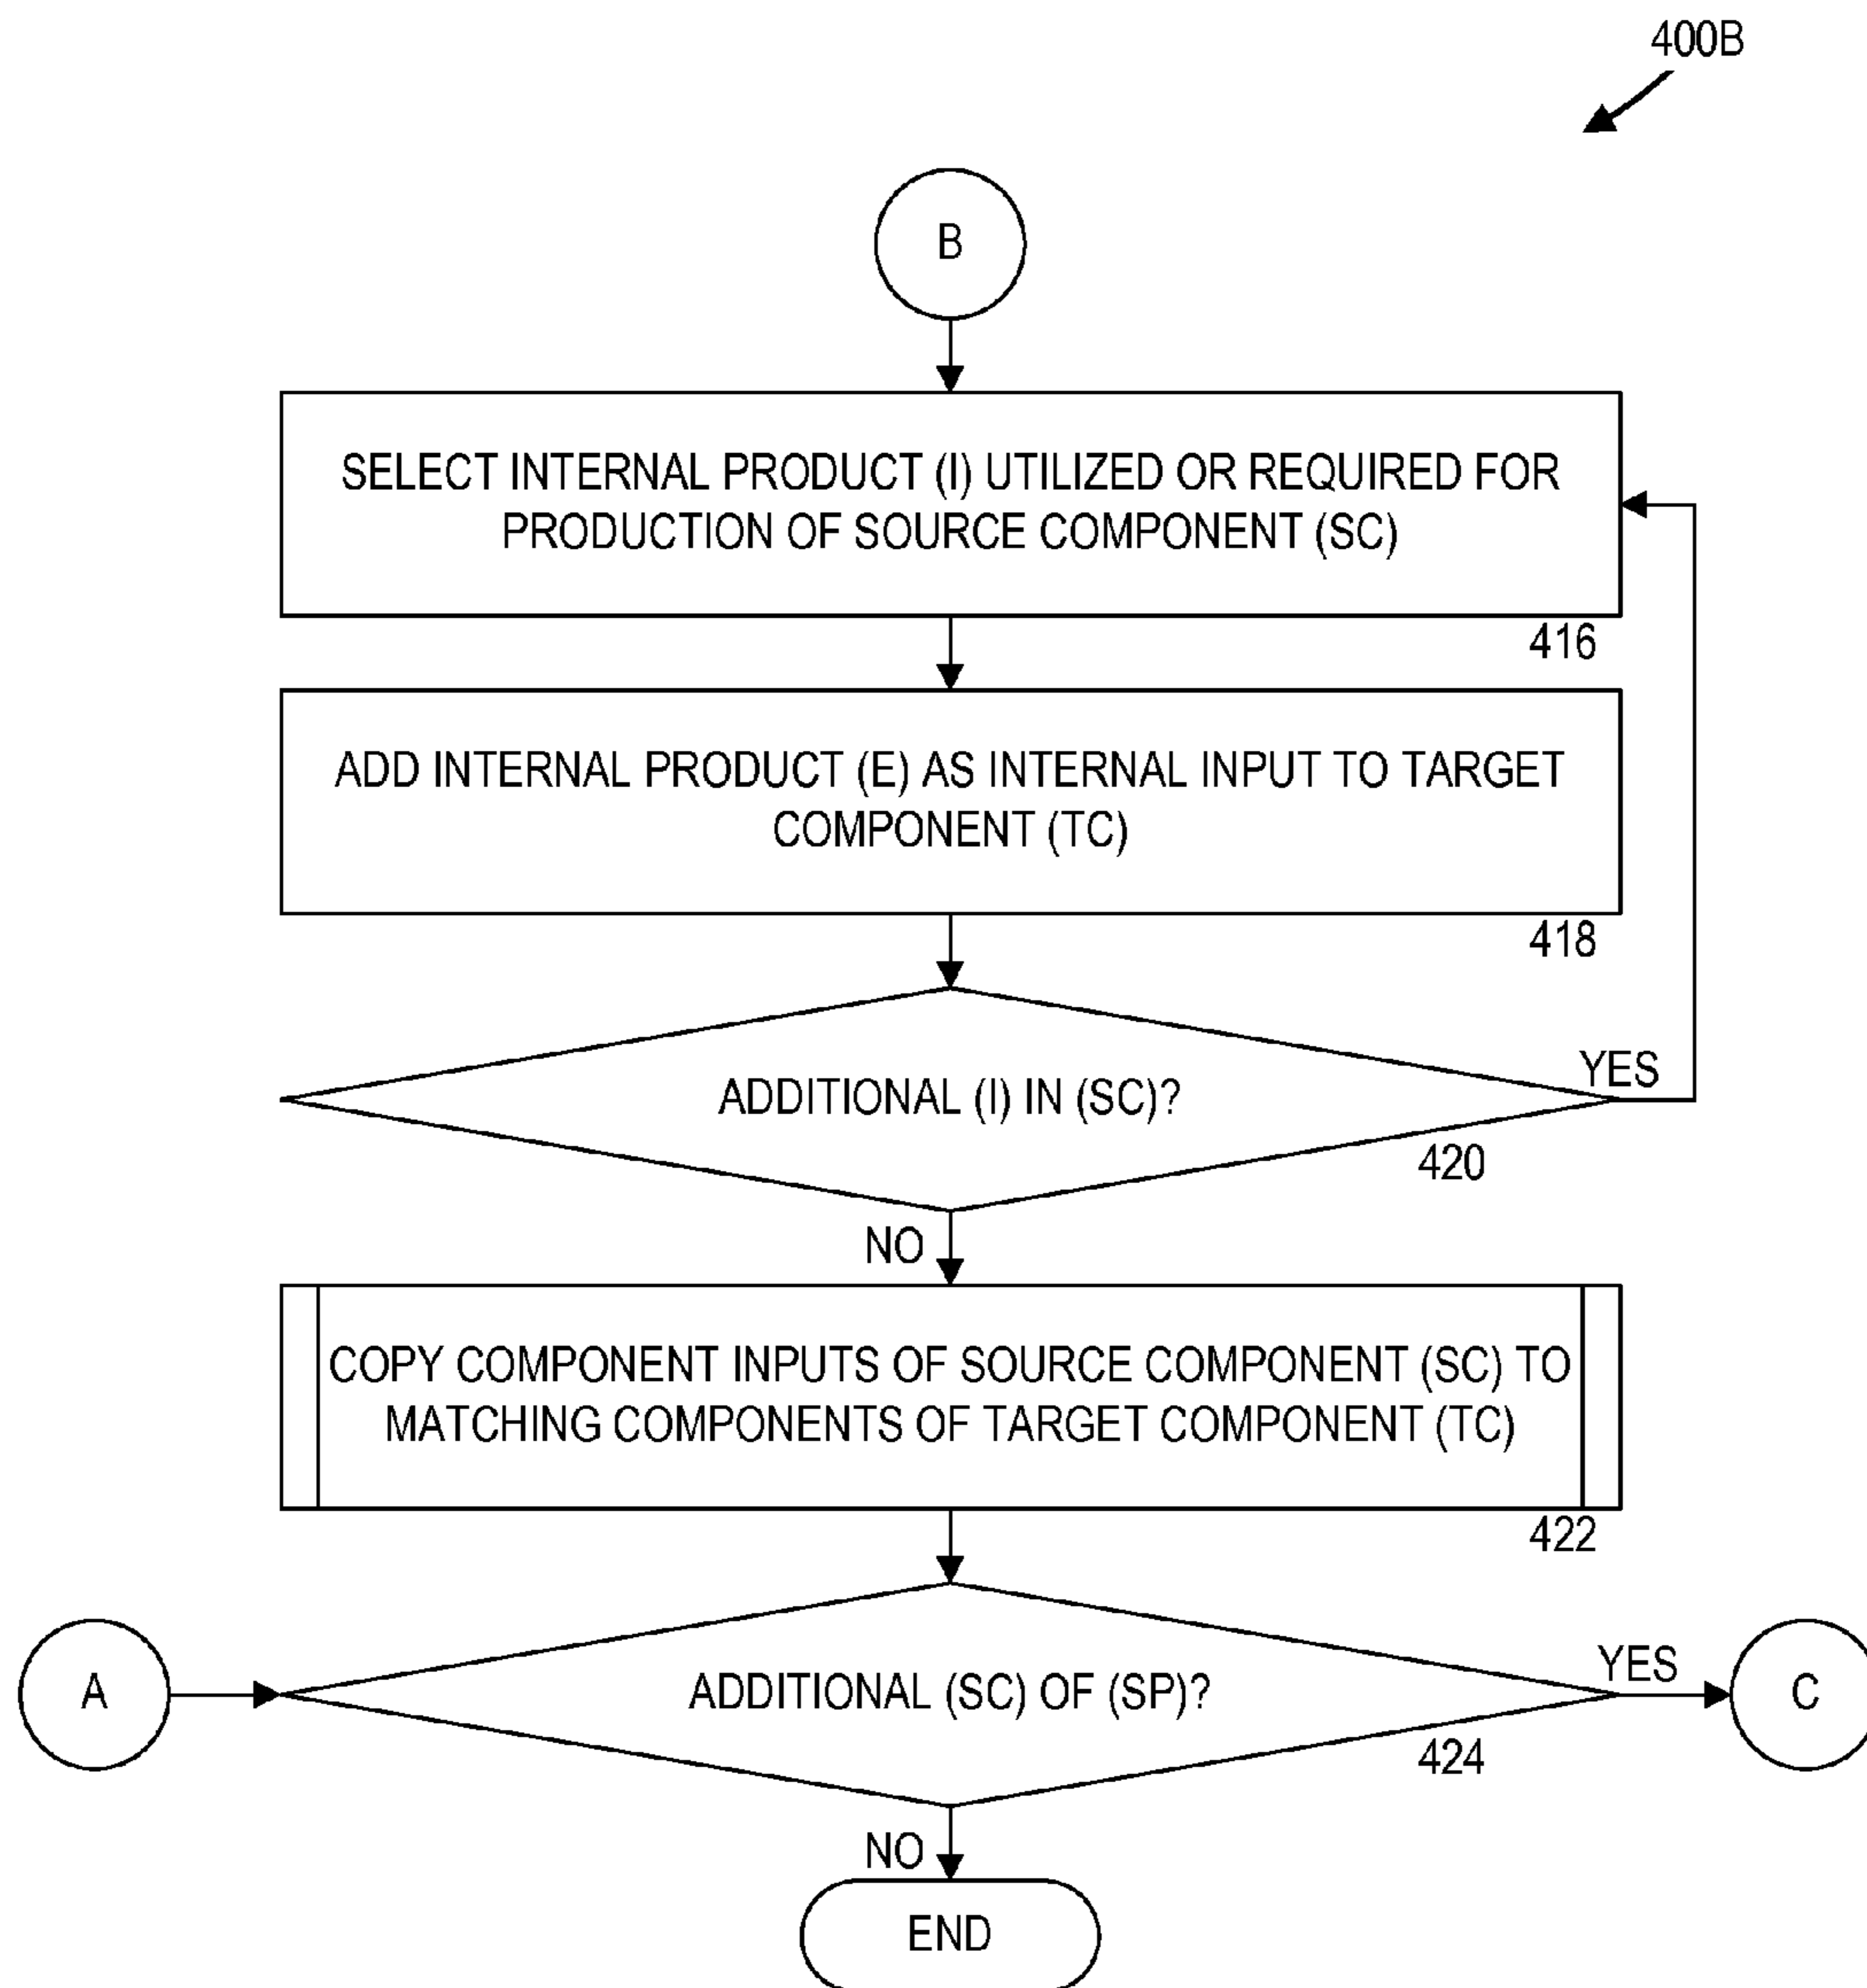 400B
B
SELECT INTERNAL PRODUCT (I) UTILIZED OR REQUIRED FOR
PRODUCTION OF SOURCE COMPONENT (SC)
416
ADD INTERNAL PRODUCT (E) AS INTERNAL INPUT TO TARGET
COMPONENT (TC)
418
YES
ADDITIONAL (I) IN (SC)?
420
NO
COPY COMPONENT INPUTS OF SOURCE COMPONENT (SC) TO
MATCHING COMPONENTS OF TARGET COMPONENT (TC)
422
A
ADDITIONAL (SC) OF (SP)?
YES
C
424
NO
END